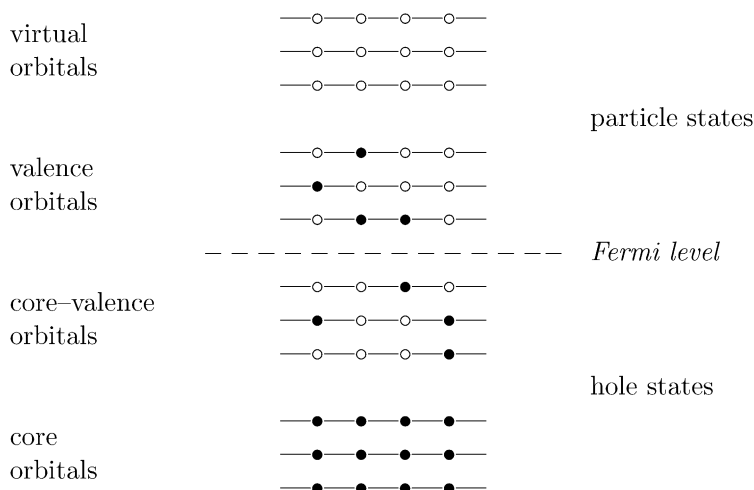 virtual
orbitals
particle states
valence
orbitals
Fermi level
core–valence
orbitals
hole states
core
orbitals